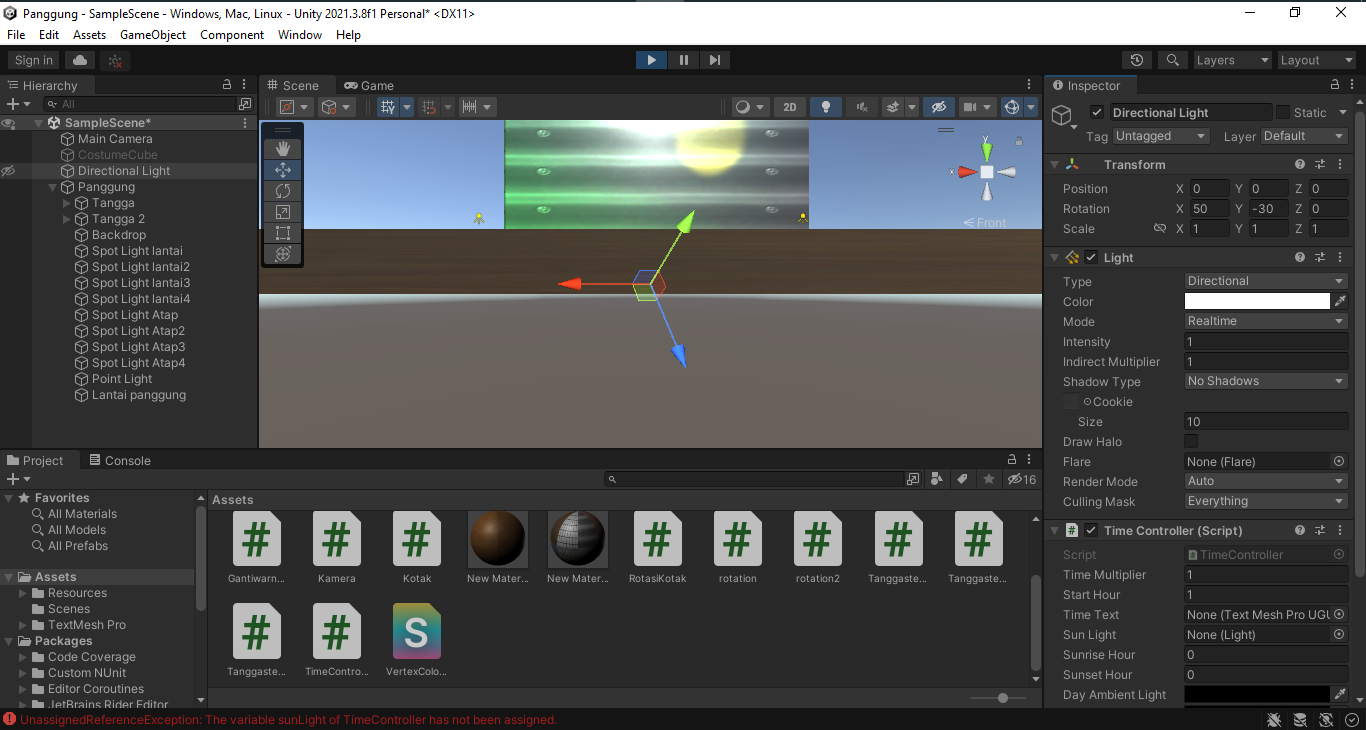 Panggung - SampleScene - Windows, Mac, Linux - Unity 2021.3.8f1 Personal* <DX11>
File Edit Assets GameObject Component Window Help
Sign in
Layers
Layout
Hierarchy
All
SampleScene*
Main Camera
CostumeCube
Directional Light
Panggung
Tangga
Tangga 2
Backdrop
Spot Light lantai
Spot Light lantai2
Spot Light lantai3
Spot Light lantai4
Spot Light Atap
Spot Light Atap2
Spot Light Atap3
Spot Light Atap4
Point Light
Lantai panggung
Scene Game
2D
y
x
Front
Inspector
Directional Light Static
Tag Untagged Layer Default
Transform
Position X 0 Y 0 Z 0
Rotation X 50 Y -30 Z 0
Scale X 1 Y 1 Z 1
Light
Type Directional
Color
Mode Realtime
Intensity 1
Indirect Multiplier 1
Shadow Type No Shadows
Cookie
Size 10
Draw Halo
Flare None (Flare)
Render Mode Auto
Culling Mask Everything
# Time Controller (Script)
Script TimeController
Time Multiplier 1
Start Hour 1
Time Text None (Text Mesh Pro UGU
Sun Light None (Light)
Sunrise Hour 0
Sunset Hour 0
Day Ambient Light
Project Console
16
Favorites
All Materials
All Models
All Prefabs
Assets
Resources
Scenes
TextMesh Pro
Packages
Code Coverage
Custom NUnit
Editor Coroutines
JetBrains Rider Editor
Assets
# # # # # # # #
Gantiwarn... Kamera Kotak New Mater... New Mater... RotasiKotak rotation rotation2 Tanggaste... Tanggaste...
# # S
Tanggaste... TimeContro... VertexColo...
UnassignedReferenceException: The variable sunLight of TimeController has not been assigned.